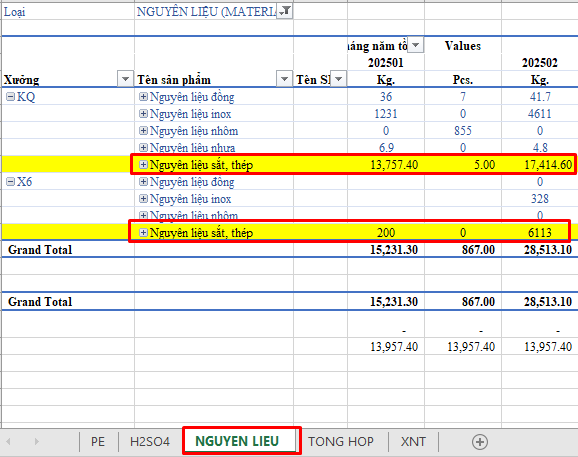 Loại NGUYÊN LIỆU (MATERIA
háng năm tồ Values
202501 202502
Xưởng Tên sản phẩm Tên SI Kg. Pcs. Kg.
KQ Nguyên liệu đồng 36 7 41.7
Nguyên liệu inox 1231 0 4611
Nguyên liệu nhôm 0 855 0
Nguyên liệu nhưa 6.9 0 4.8
Nguyên liệu sắt, thép 13,757.40 5.00 17,414.60
X6 Nguyên liệu đồng 0
Nguyên liệu inox 328
Nguyên liệu nhôm 0
Nguyên liệu sắt, thép 200 0 6113
Grand Total 15,231.30 867.00 28,513.10
Grand Total 15,231.30 867.00 28,513.10
- - -
13,957.40 13,957.40 13,957.40
PE H2SO4 NGUYEN LIEU TONG HOP XNT